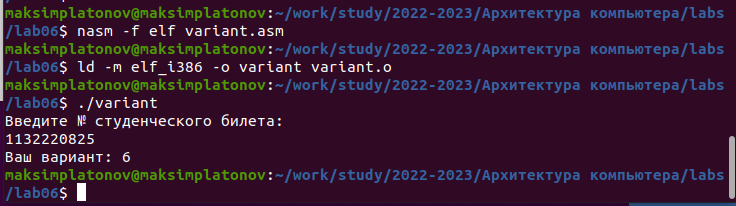 maksimplatonov@maksimplatonov:~/work/study/2022-2023/Архитектура компьютера/labs
/lab06$ nasm -f elf variant.asm
maksimplatonov@maksimplatonov:~/work/study/2022-2023/Архитектура компьютера/labs
/lab06$ ld -m elf_i386 -o variant variant.o
maksimplatonov@maksimplatonov:~/work/study/2022-2023/Архитектура компьютера/labs
/lab06$ ./variant
Введите № студенческого билета:
1132220825
Ваш вариант: 6
maksimplatonov@maksimplatonov:~/work/study/2022-2023/Архитектура компьютера/labs
/lab06$